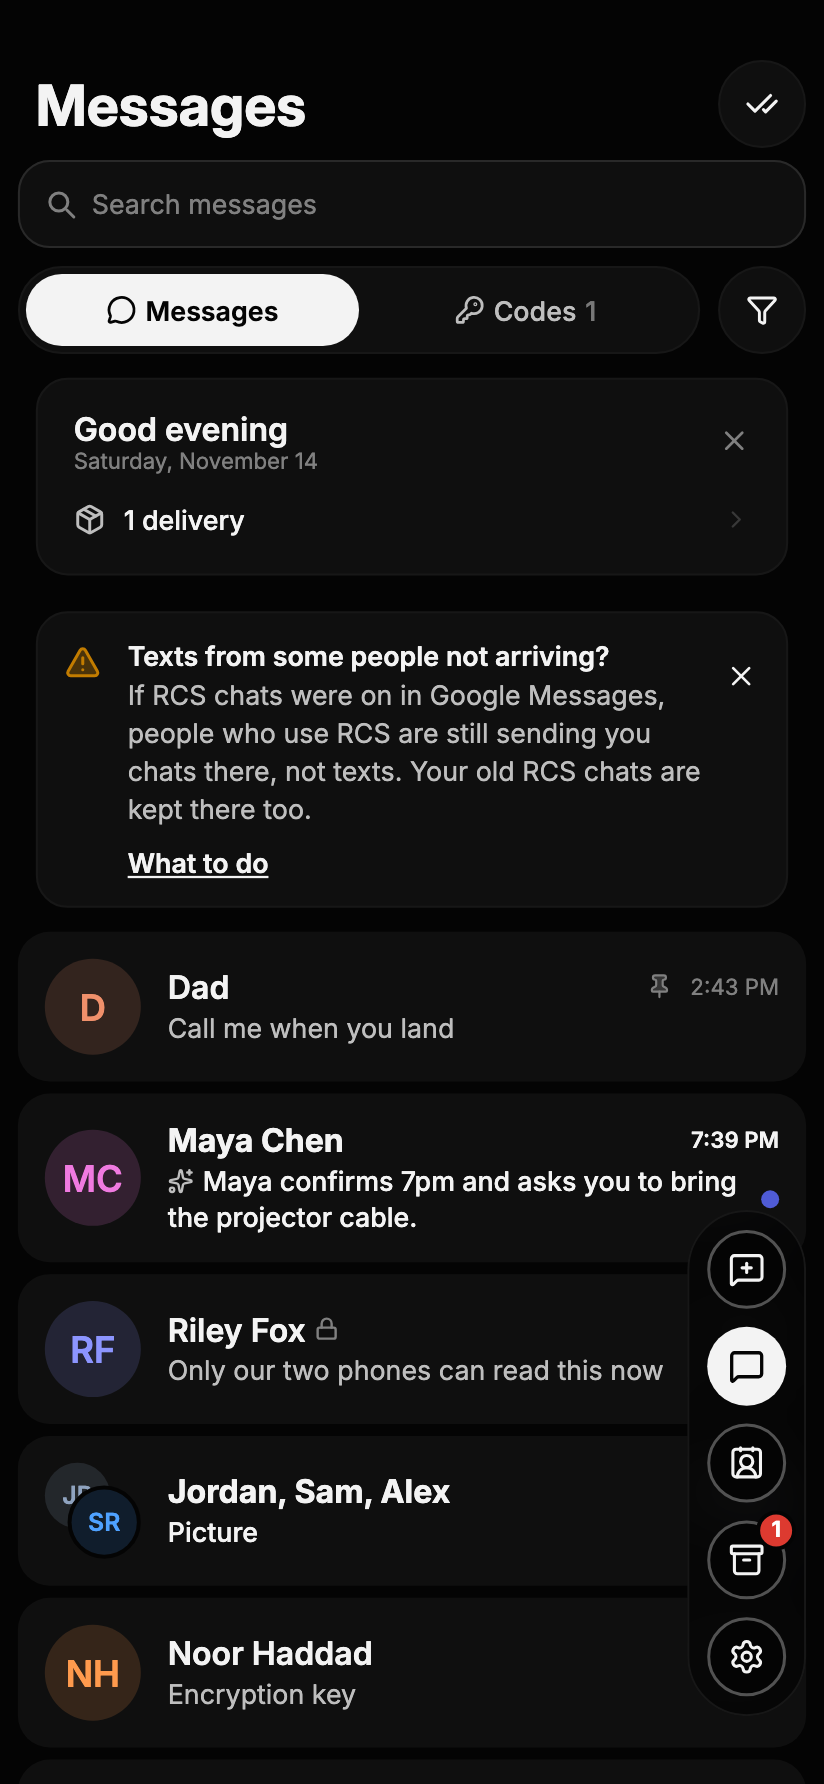 Messages
Search messages
Messages
Codes 1
Good evening
Saturday, November 14
1 delivery
Texts from some people not arriving?
If RCS chats were on in Google Messages,
people who use RCS are still sending you
chats there, not texts. Your old RCS chats are
kept there too.
What to do
D
Dad
2:43 PM
Call me when you land
MC
Maya Chen
7:39 PM
Maya confirms 7pm and asks you to bring
the projector cable.
RF
Riley Fox
Only our two phones can read this now
SR
Jordan, Sam, Alex
Picture
1
NH
Noor Haddad
Encryption key